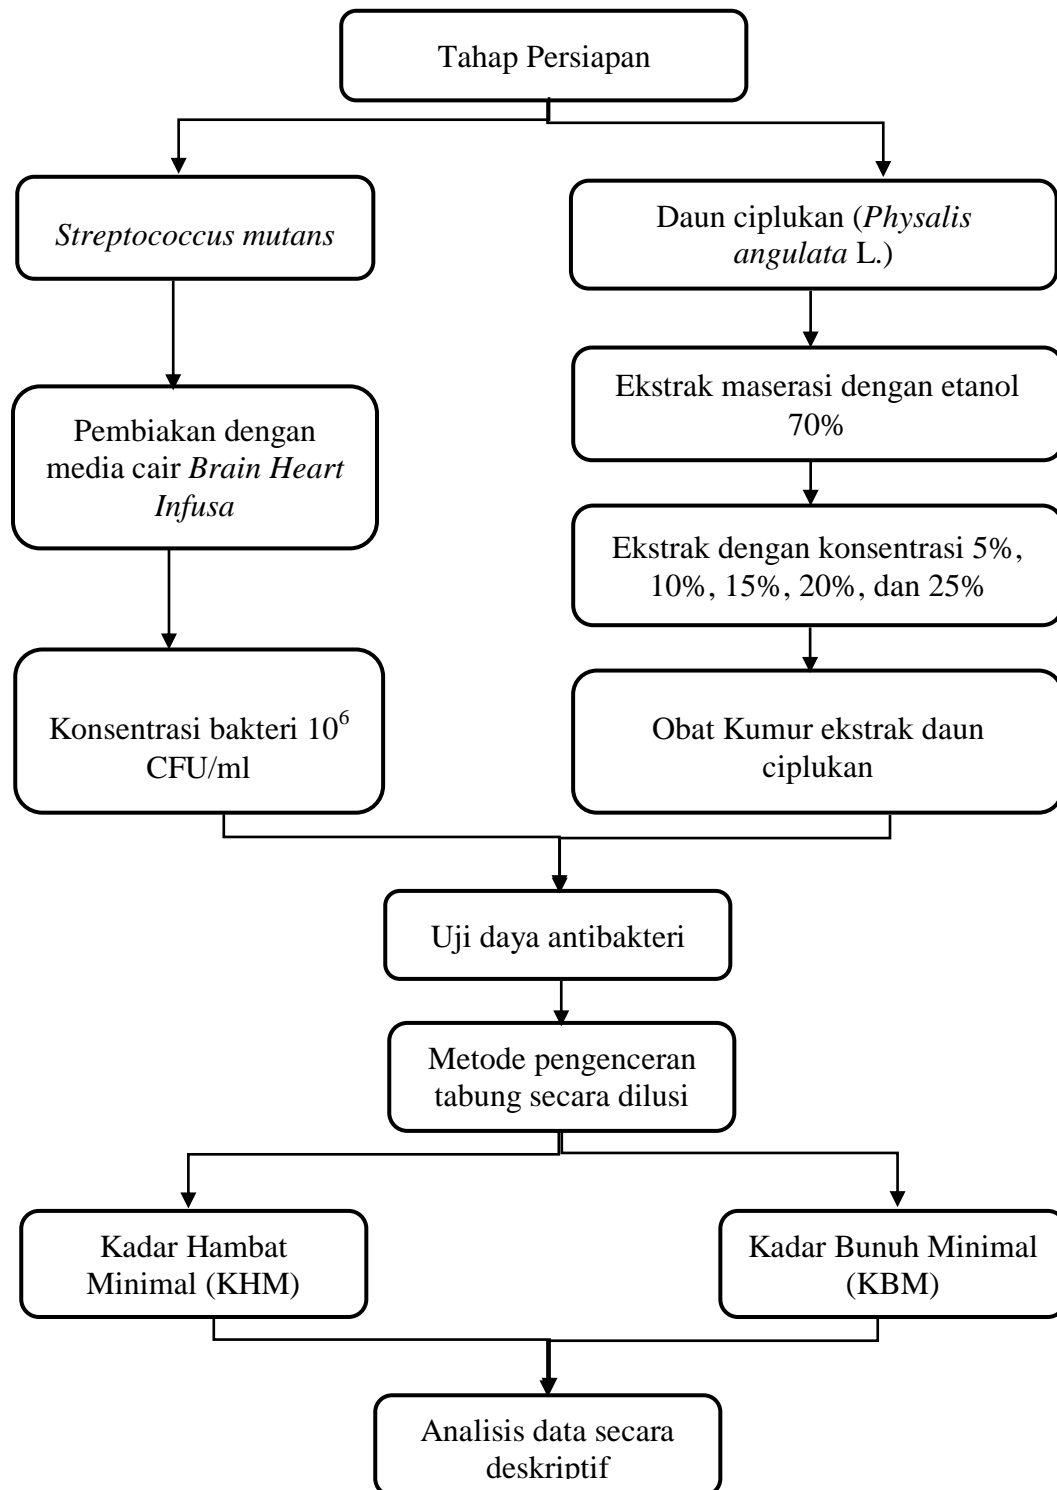 Tahap Persiapan
Streptococcus mutans
Daun ciplukan (Physalis
angulata L.)
Pembiakan dengan
media cair Brain Heart
Infusa
Ekstrak maserasi dengan etanol
70%
Ekstrak dengan konsentrasi 5%,
10%, 15%, 20%, dan 25%
Konsentrasi bakteri 10⁶
CFU/ml
Obat Kumur ekstrak daun
ciplukan
Uji daya antibakteri
Metode pengenceran
tabung secara dilusi
Kadar Hambat
Minimal (KHM)
Kadar Bunuh Minimal
(KBM)
Analisis data secara
deskriptif